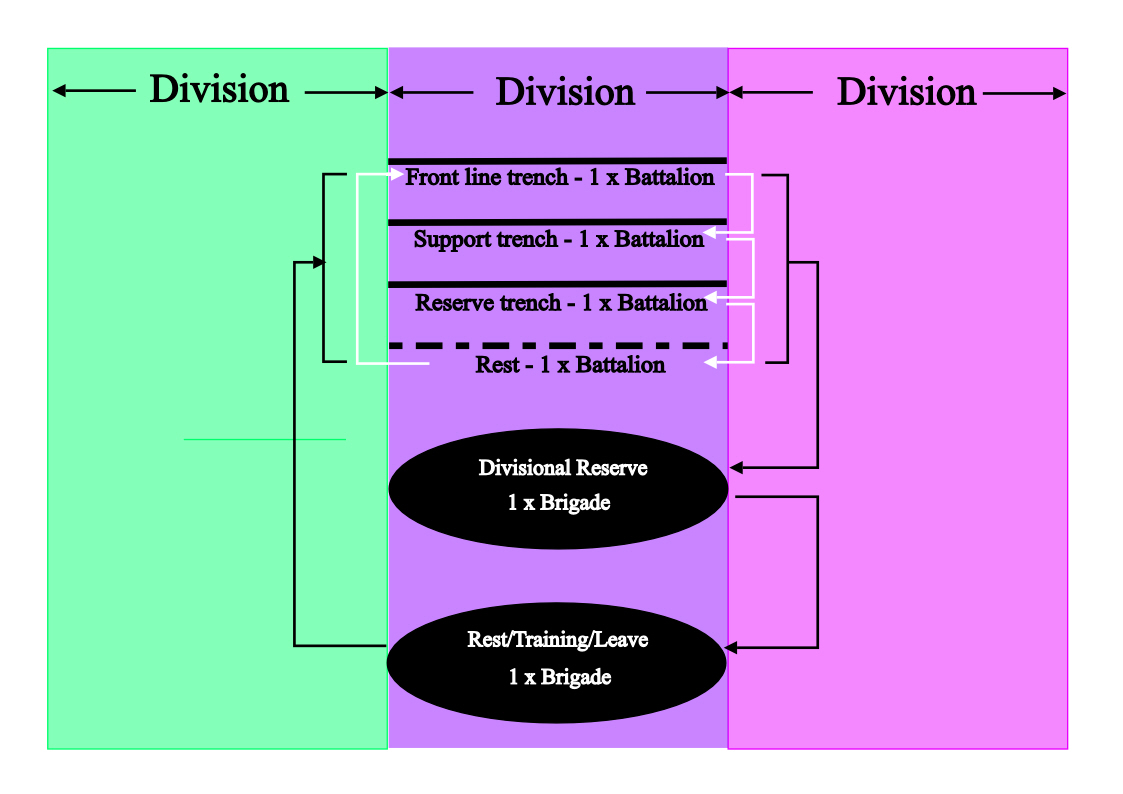 Division
Division
Division
Front line trench - 1 x Battalion
Support trench - 1 x Battalion
Reserve trench - 1 x Battalion
Rest - 1 x Battalion
Divisional Reserve
1 x Brigade
Rest/Training/Leave
1 x Brigade